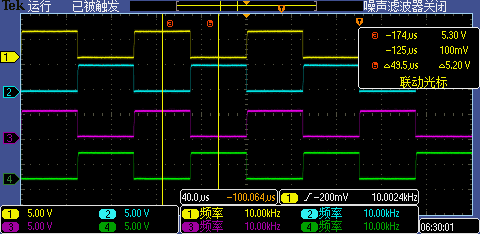 Tek 运行 已被触发 噪声滤波器关闭
a -174.us 5.30 V
b -125.us 100mV
△49.5.us △5.20 V
联动光标
1
2
3
4
40.0.us -100.064.us 1 ∫ -200mV 10.0024kHz
1 5.00 V 2 5.00 V 1 频率 10.00kHz 2 频率 10.00kHz
3 5.00 V 4 5.00 V 3 频率 10.00kHz 4 频率 10.00kHz
06:30:01